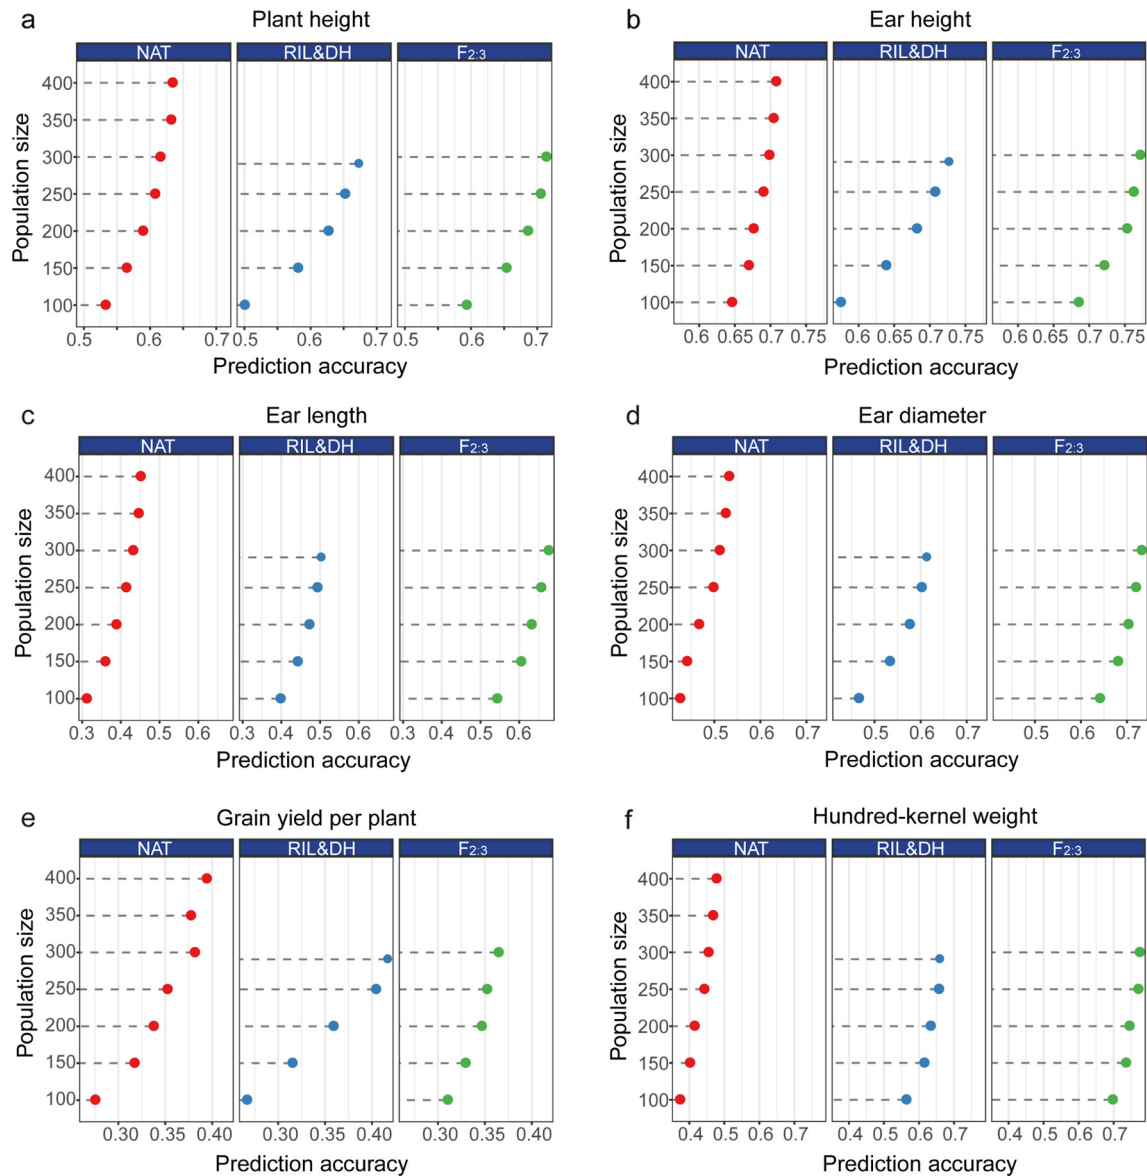 a
Plant height
NAT RIL&DH F2:3
Population size
400
350
300
250
200
150
100
0.5 0.6 0.7 0.5 0.6 0.7 0.5 0.6 0.7
Prediction accuracy
b
Ear height
NAT RIL&DH F2:3
Population size
400
350
300
250
200
150
100
0.6 0.65 0.7 0.75 0.6 0.65 0.7 0.75 0.6 0.65 0.7 0.75
Prediction accuracy
c
Ear length
NAT RIL&DH F2:3
Population size
400
350
300
250
200
150
100
0.3 0.4 0.5 0.6 0.3 0.4 0.5 0.6 0.3 0.4 0.5 0.6
Prediction accuracy
d
Ear diameter
NAT RIL&DH F2:3
Population size
400
350
300
250
200
150
100
0.5 0.6 0.7 0.5 0.6 0.7 0.5 0.6 0.7
Prediction accuracy
e
Grain yield per plant
NAT RIL&DH F2:3
Population size
400
350
300
250
200
150
100
0.30 0.35 0.40 0.30 0.35 0.40 0.30 0.35 0.40
Prediction accuracy
f
Hundred-kernel weight
NAT RIL&DH F2:3
Population size
400
350
300
250
200
150
100
0.4 0.5 0.6 0.7 0.4 0.5 0.6 0.7 0.4 0.5 0.6 0.7
Prediction accuracy